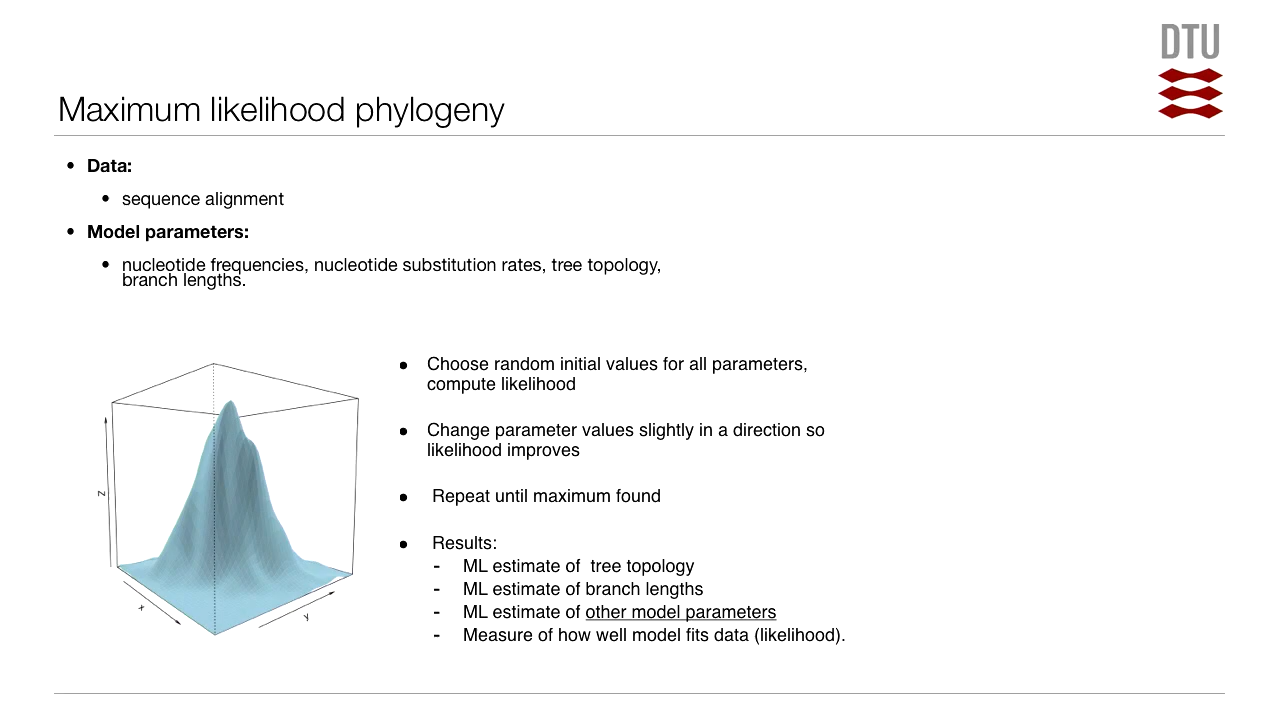 DTU
Maximum likelihood phylogeny
• Data:
• sequence alignment
• Model parameters:
• nucleotide frequencies, nucleotide substitution rates, tree topology,
branch lengths.
• Choose random initial values for all parameters,
compute likelihood
• Change parameter values slightly in a direction so
likelihood improves
• Repeat until maximum found
• Results:
- ML estimate of tree topology
- ML estimate of branch lengths
- ML estimate of other model parameters
- Measure of how well model fits data (likelihood).
z
x
y